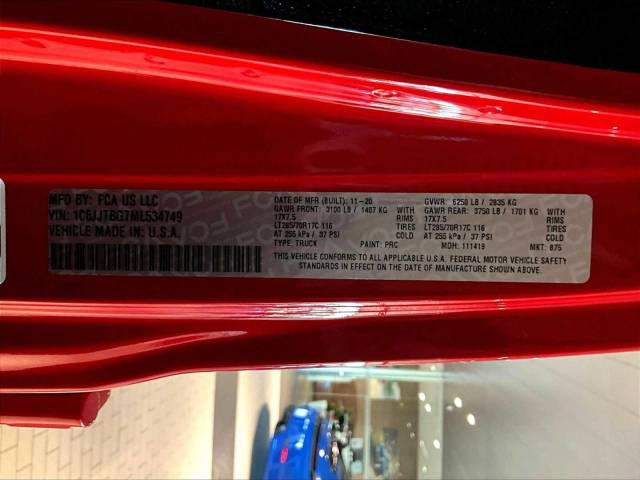 MFD BY: FCA US LLC
VIN: 1C6JJTBG7ML534749
VEHICLE MADE IN U.S.A.
DATE OF MFR (BUILT): 11-20 GVWR: 6250 LB / 2835 KG
GAWR FRONT: 3100 LB / 1407 KG WITH GAWR REAR: 3750 LB / 1701 KG WITH
17X7.5 RIMS 17X7.5 RIMS
LT285/70R17C 116 TIRES LT285/70R17C 116 TIRES
AT 255 kPa / 37 PSI COLD AT 255 kPa / 37 PSI COLD
TYPE: TRUCK PAINT: PRC MDH: 111419 MKT: 875
THIS VEHICLE CONFORMS TO ALL APPLICABLE U.S.A. FEDERAL MOTOR VEHICLE SAFETY
STANDARDS IN EFFECT ON THE DATE OF MANUFACTURE SHOWN ABOVE.